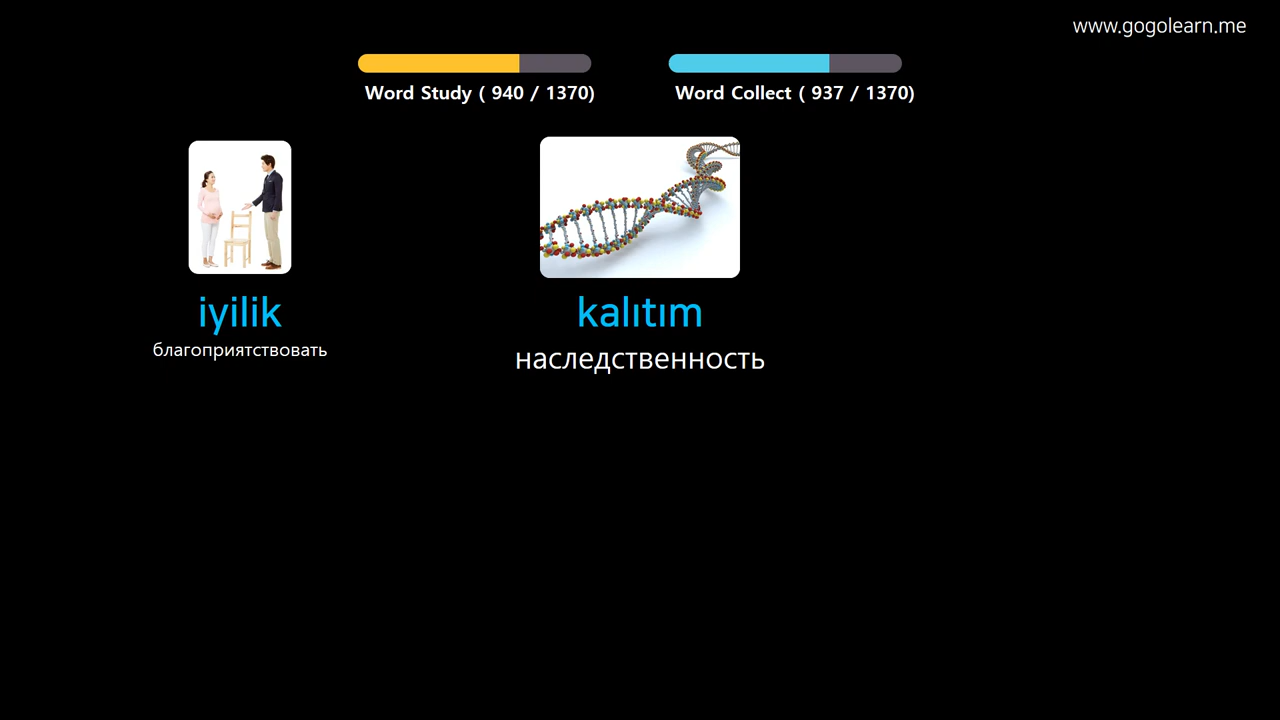 www.gogolearn.me
Word Study ( 940 / 1370)
Word Collect ( 937 / 1370)
iyilik
благоприятствовать
kalıtım
наследственность